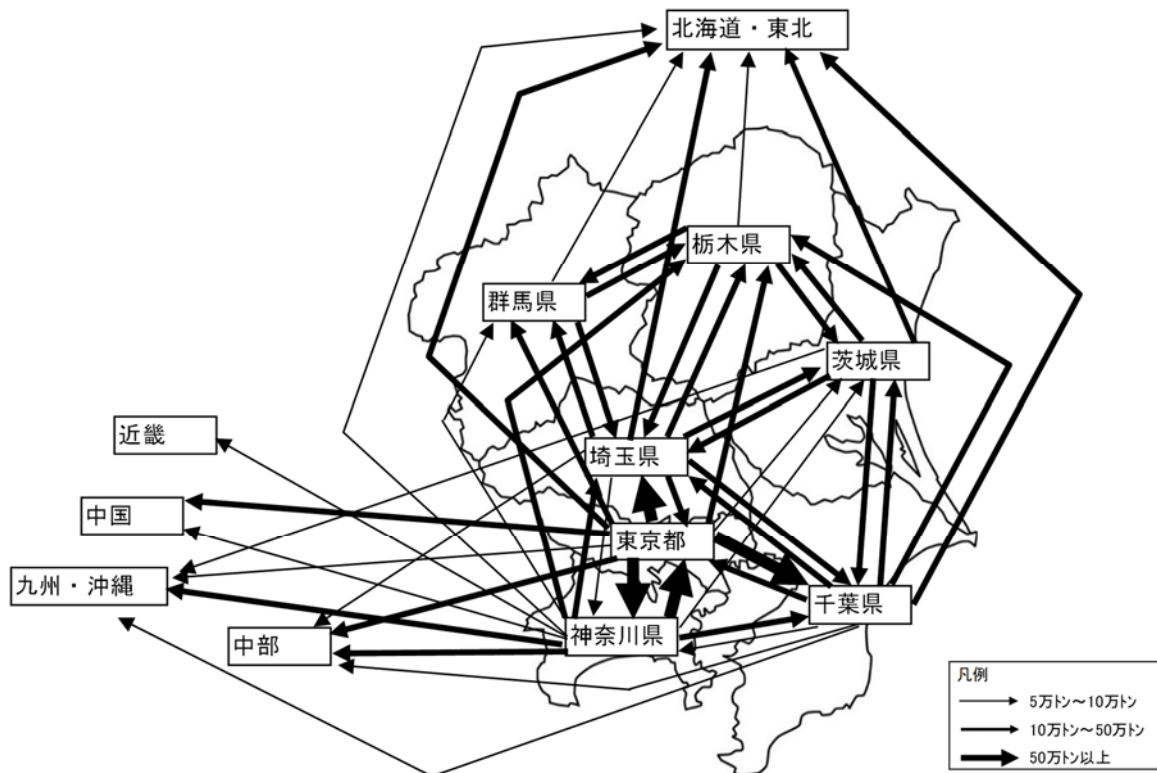 北海道・東北
栃木県
群馬県
茨城県
近畿
埼玉県
中国
東京都
九州・沖縄
千葉県
中部
神奈川県
凡例
5万トン～10万トン
10万トン～50万トン
50万トン以上